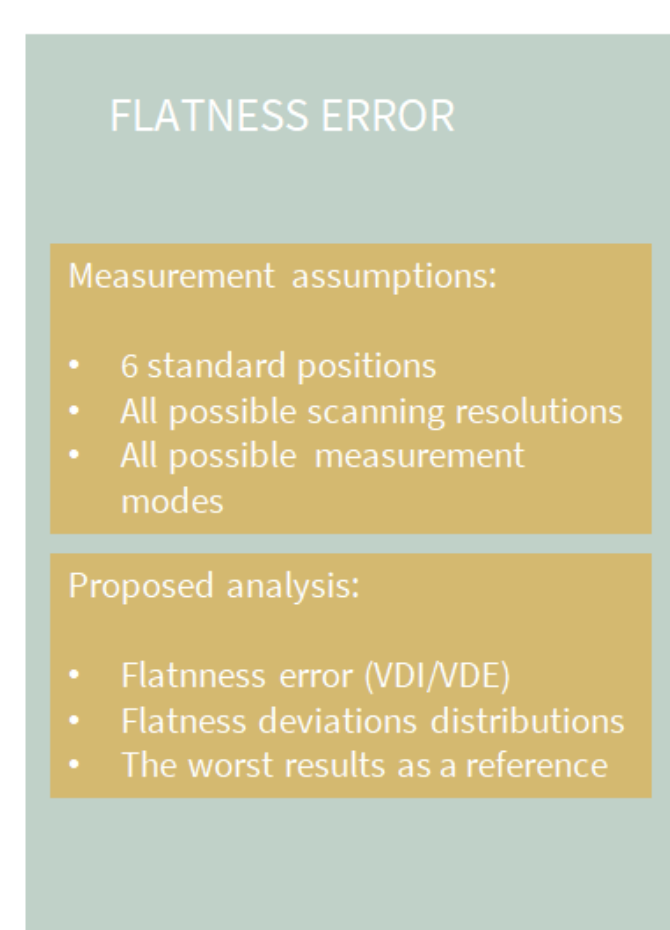 FLATNESS ERROR
Measurement assumptions:
• 6 standard positions
• All possible scanning resolutions
• All possible measurement
modes
Proposed analysis:
• Flatnness error (VDI/VDE)
• Flatness deviations distributions
• The worst results as a reference